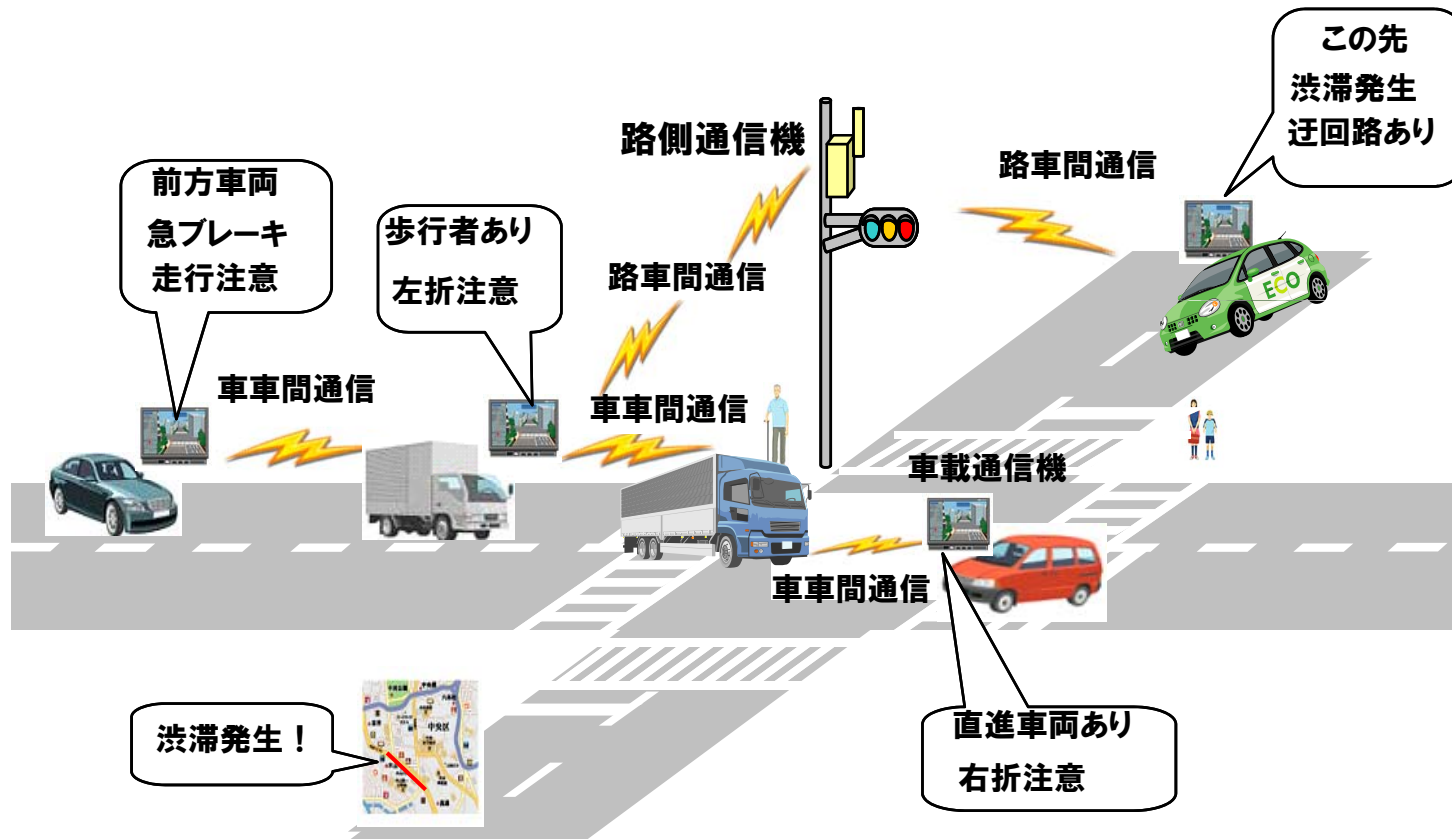 この先
渋滞発生
迂回路あり
路側通信機
路車間通信
前方車両
急ブレーキ
走行注意
歩行者あり
左折注意
路車間通信
車車間通信
車車間通信
ECO
車載通信機
車車間通信
渋滞発生！
中央区
直進車両あり
右折注意